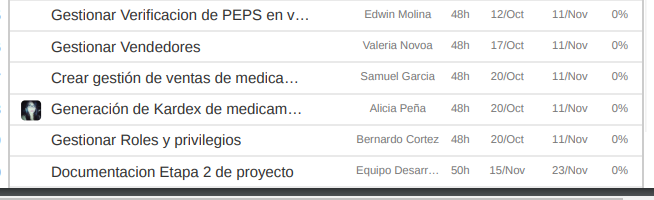 Gestionar Verificacion de PEPS en v… Edwin Molina 48h 12/Oct 11/Nov 0%
Gestionar Vendedores Valeria Novoa 48h 17/Oct 11/Nov 0%
Crear gestión de ventas de medica… Samuel Garcia 48h 20/Oct 11/Nov 0%
Generación de Kardex de medicam… Alicia Peña 48h 20/Oct 11/Nov 0%
Gestionar Roles y privilegios Bernardo Cortez 48h 20/Oct 11/Nov 0%
Documentacion Etapa 2 de proyecto Equipo Desarr… 50h 15/Nov 23/Nov 0%